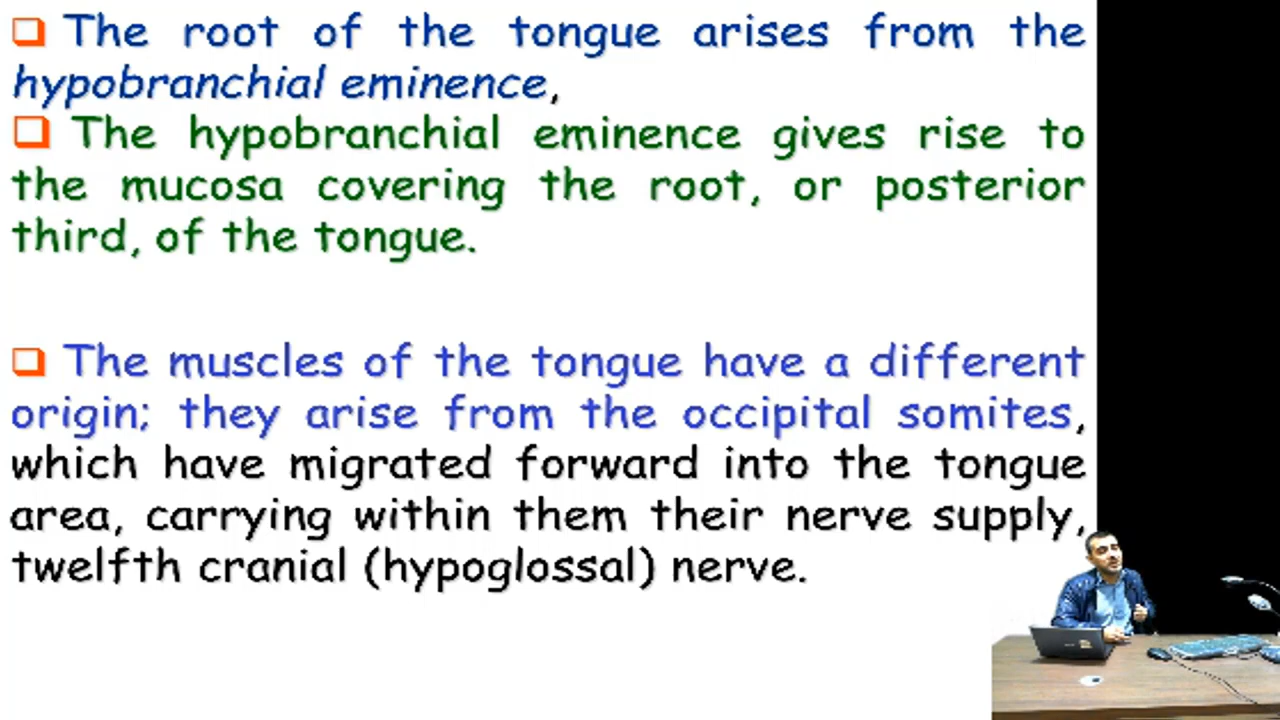 ❑ The root of the tongue arises from the
hypobranchial eminence,
❑ The hypobranchial eminence gives rise to
the mucosa covering the root, or posterior
third, of the tongue.
❑ The muscles of the tongue have a different
origin; they arise from the occipital somites,
which have migrated forward into the tongue
area, carrying within them their nerve supply,
twelfth cranial (hypoglossal) nerve.